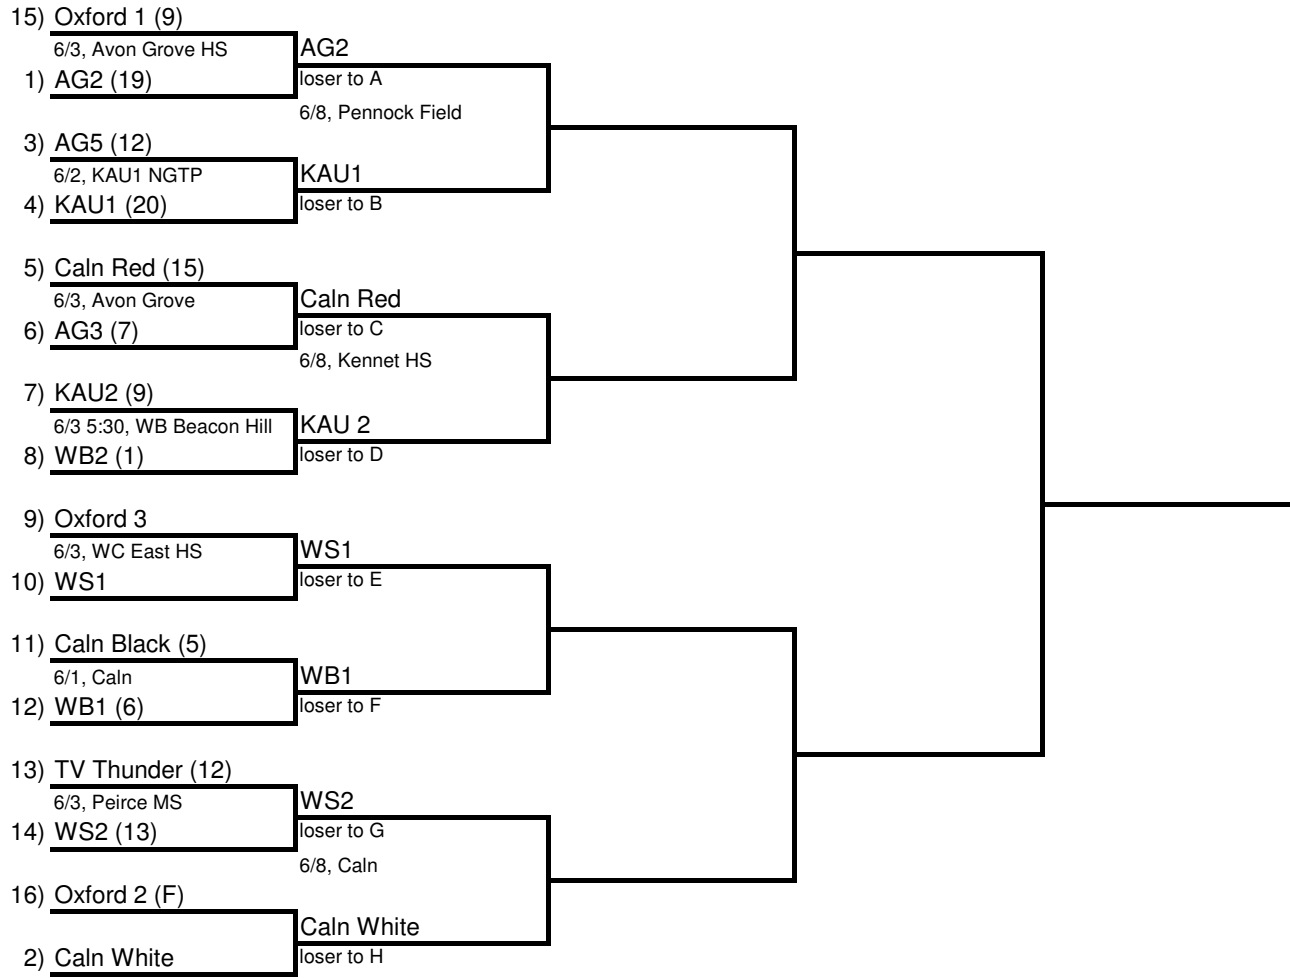 15) Oxford 1 (9)
6/3, Avon Grove HS
AG2
1) AG2 (19)
loser to A
6/8, Pennock Field
3) AG5 (12)
6/2, KAU1 NGTP
KAU1
4) KAU1 (20)
loser to B
5) Caln Red (15)
6/3, Avon Grove
Caln Red
6) AG3 (7)
loser to C
6/8, Kennet HS
7) KAU2 (9)
6/3 5:30, WB Beacon Hill
KAU 2
8) WB2 (1)
loser to D
9) Oxford 3
6/3, WC East HS
WS1
10) WS1
loser to E
11) Caln Black (5)
6/1, Caln
WB1
12) WB1 (6)
loser to F
13) TV Thunder (12)
6/3, Peirce MS
WS2
14) WS2 (13)
loser to G
6/8, Caln
16) Oxford 2 (F)
Caln White
2) Caln White
loser to H